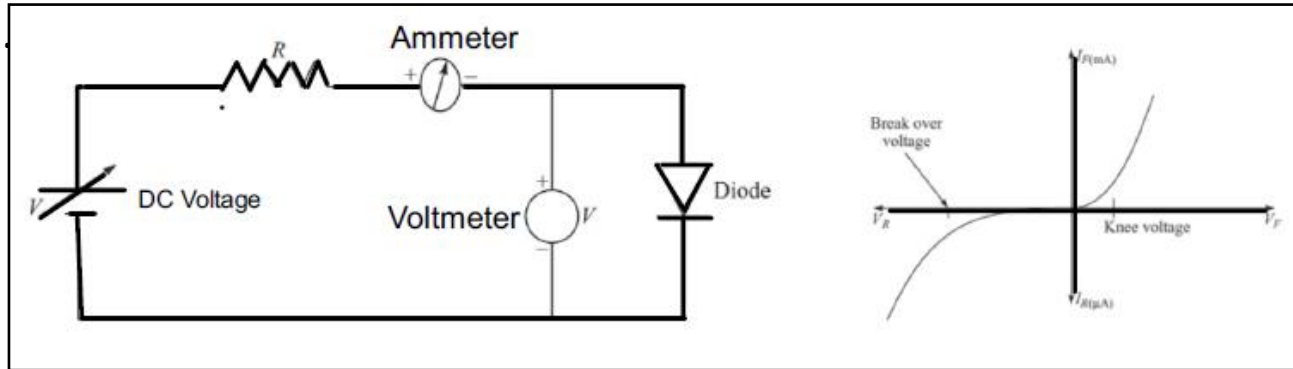 Ammeter
R
+ −
V
DC Voltage
+
Voltmeter
V
−
Diode
I_F(mA)
Break over
voltage
V_R
Knee voltage
V_F
I_R(μA)